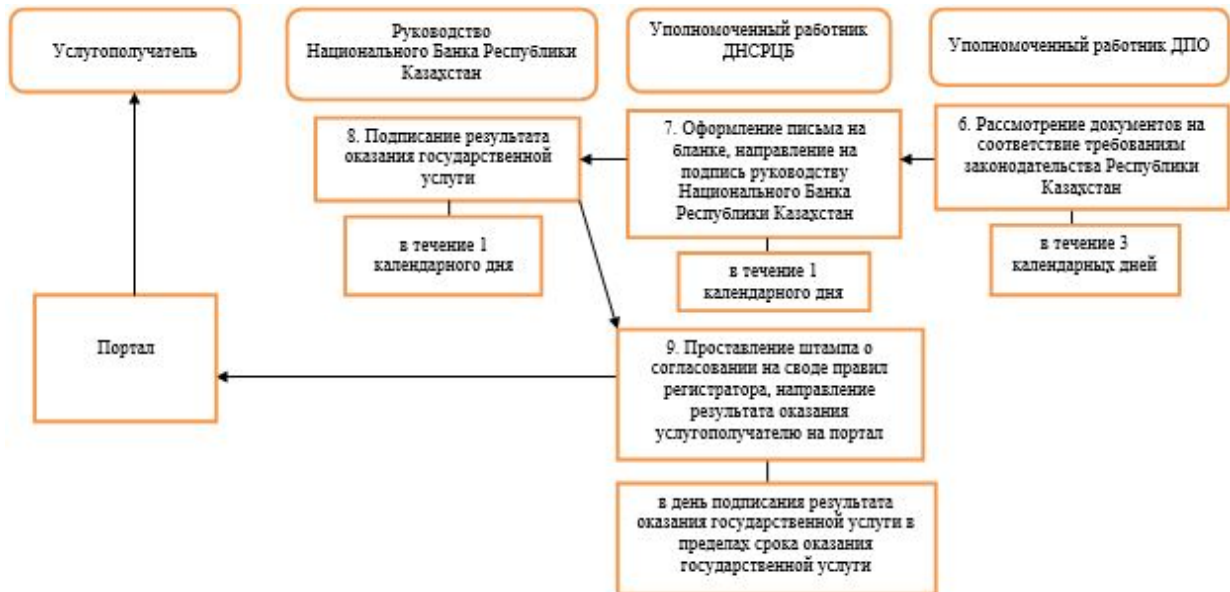 Услугополучатель
Руководство
Национального Банка Республики
Казахстан
Уполномоченный работник
ДНСРЦБ
Уполномоченный работник ДПО
8. Подписание результата
оказания государственной
услуги
7. Оформление письма на
бланке, направление на
подпись руководству
Национального Банка
Республики Казахстан
6. Рассмотрение документов на
соответствие требованиям
законодательства Республики
Казахстан
в течение 1
календарного дня
в течение 1
календарного дня
в течение 3
календарных дней
Портал
9. Проставление штампа о
согласовании на своде правил
регистратора, направление
результата оказания
услугополучателю на портал
в день подписания результата
оказания государственной услуги в
пределах срока оказания
государственной услуги